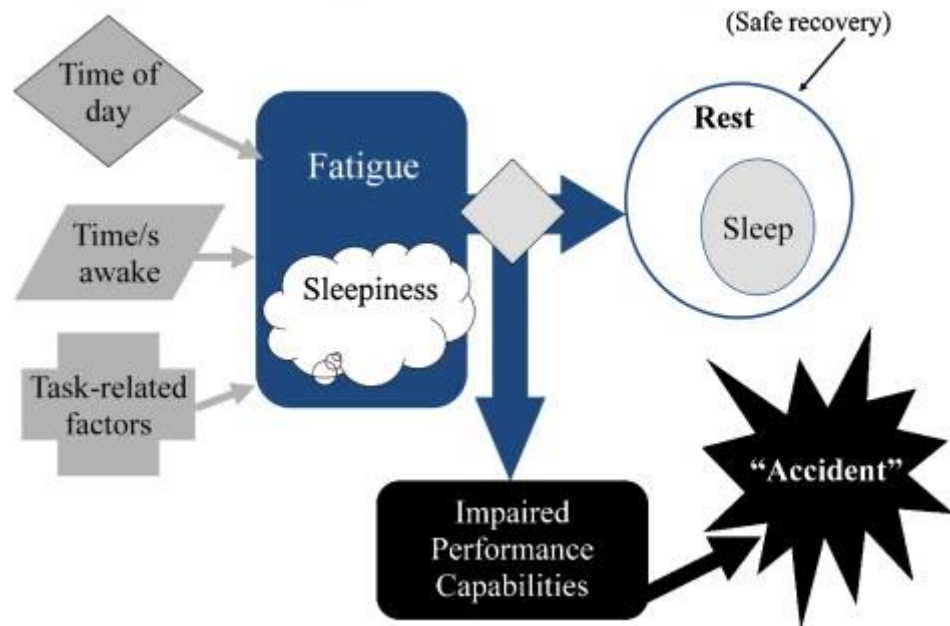 (Safe recovery)
Time of
day
Fatigue
Rest
Time/s
awake
Sleepiness
Sleep
Task-related
factors
“Accident”
Impaired
Performance
Capabilities